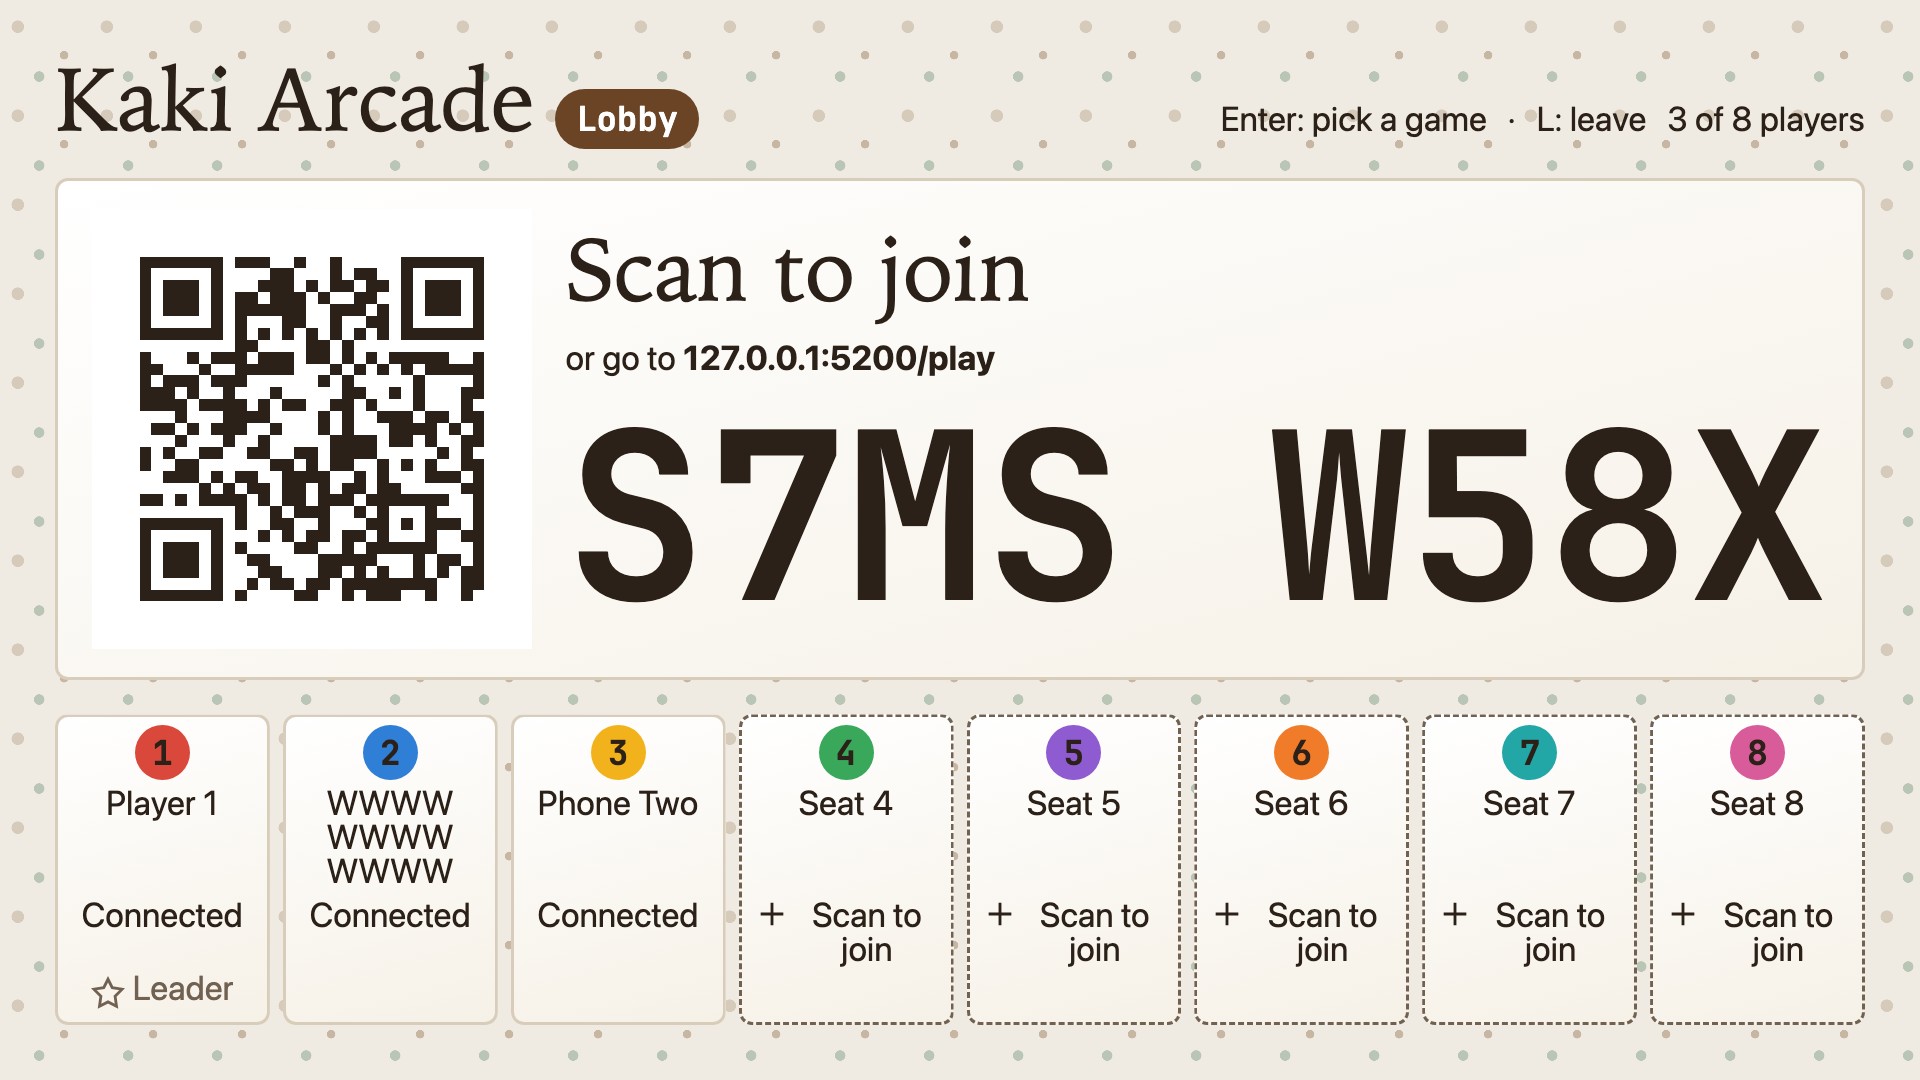 Kaki Arcade Lobby
Enter: pick a game · L: leave 3 of 8 players
Scan to join
or go to 127.0.0.1:5200/play
S7MS W58X
1
Player 1
Connected
☆ Leader
2
WWWW
WWWW
WWWW
Connected
3
Phone Two
Connected
4
Seat 4
+ Scan to
join
5
Seat 5
+ Scan to
join
6
Seat 6
+ Scan to
join
7
Seat 7
+ Scan to
join
8
Seat 8
+ Scan to
join